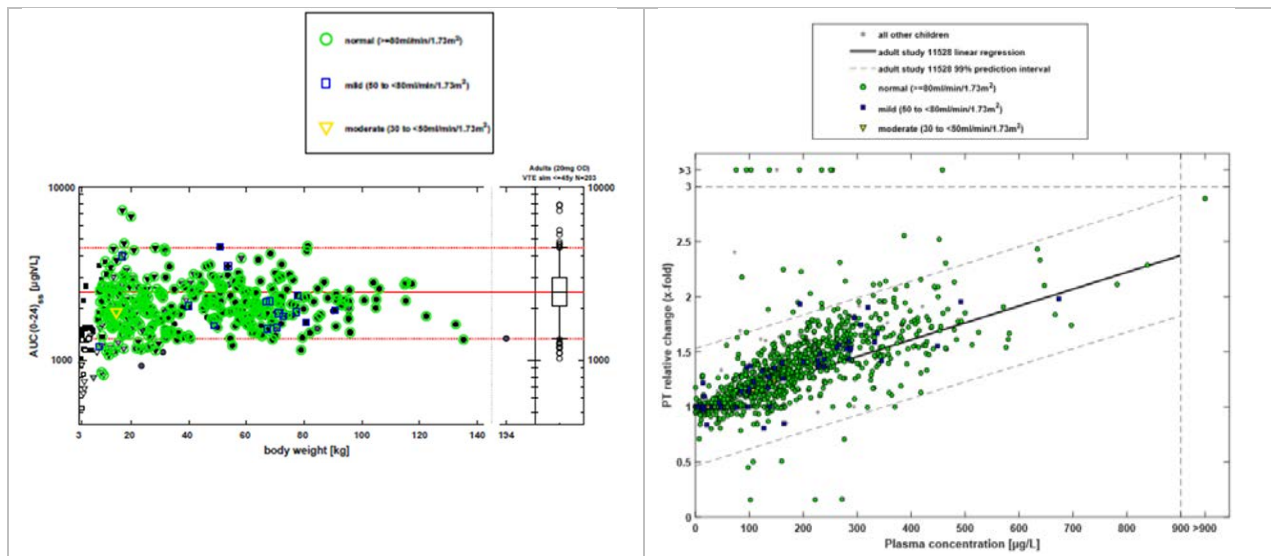 normal (>=80ml/min/1.73m²)
mild (50 to <80ml/min/1.73m²)
moderate (30 to <50ml/min/1.73m²)
Adults (20mg OD)
VTE sim <=45y N=203
10000
10000
1000
1000
AUC(0-24)ss [µgh/L]
3 20 40 60 80 100 120 140 134
body weight [kg]
all other children
adult study 11528 linear regression
adult study 11528 99% prediction interval
normal (>=80ml/min/1.73m²)
mild (50 to <80ml/min/1.73m²)
moderate (30 to <50ml/min/1.73m²)
>3
3
2.5
2
1.5
1
0.5
0
PT relative change (x-fold)
0 100 200 300 400 500 600 700 800 900 >900
Plasma concentration [µg/L]